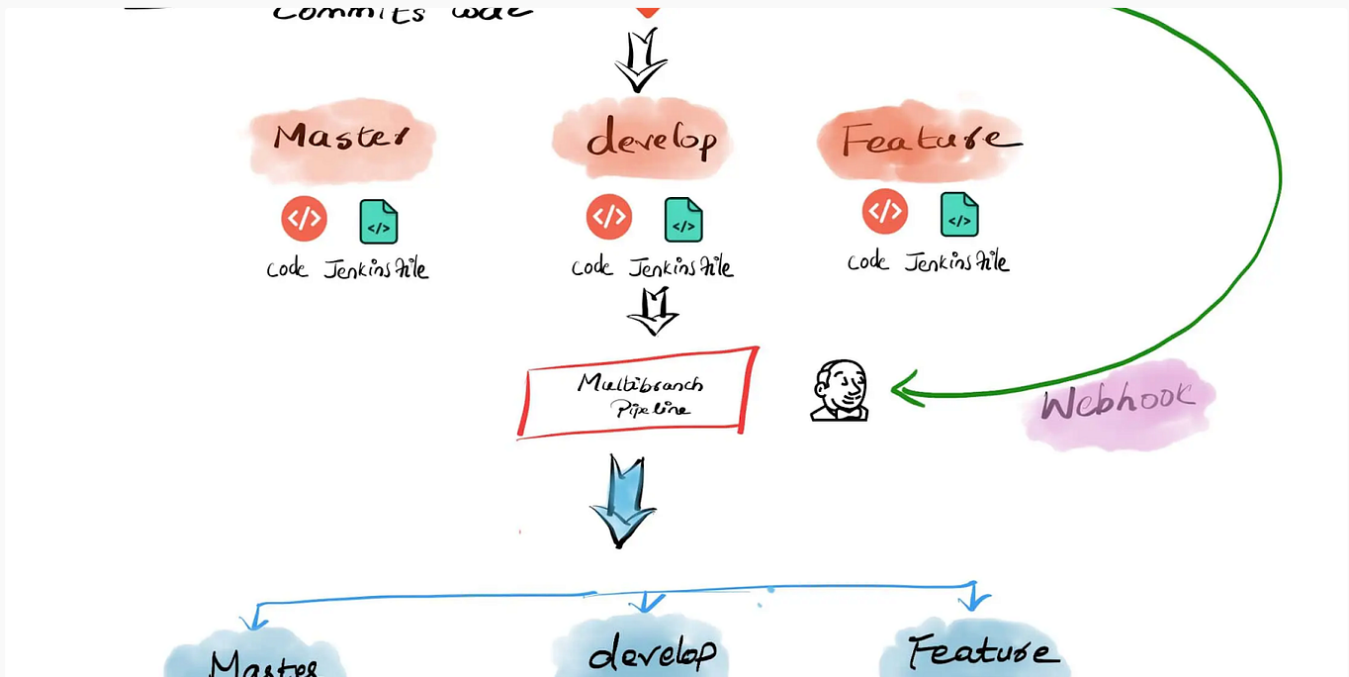 Commits code
Master
develop
Feature
</>
</>
</>
</>
</>
</>
Code Jenkinsfile
Code Jenkinsfile
Code Jenkinsfile
Multibranch
Pipeline
Webhook
Master
develop
Feature